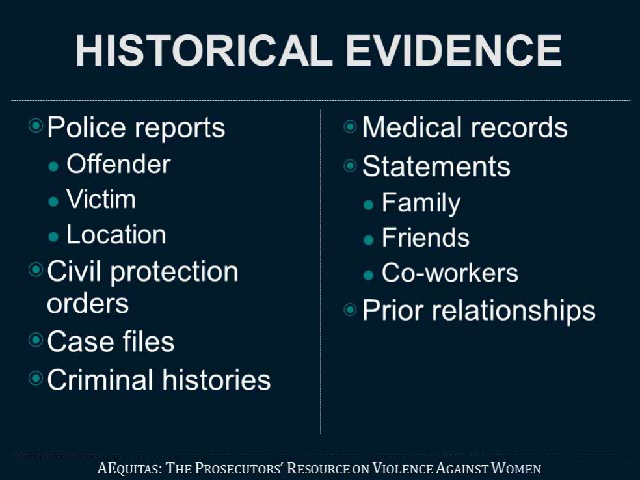 HISTORICAL EVIDENCE
Police reports
Offender
Victim
Location
Civil protection
orders
Case files
Criminal histories
Medical records
Statements
Family
Friends
Co-workers
Prior relationships
AEQUITAS: THE PROSECUTORS' RESOURCE ON VIOLENCE AGAINST WOMEN